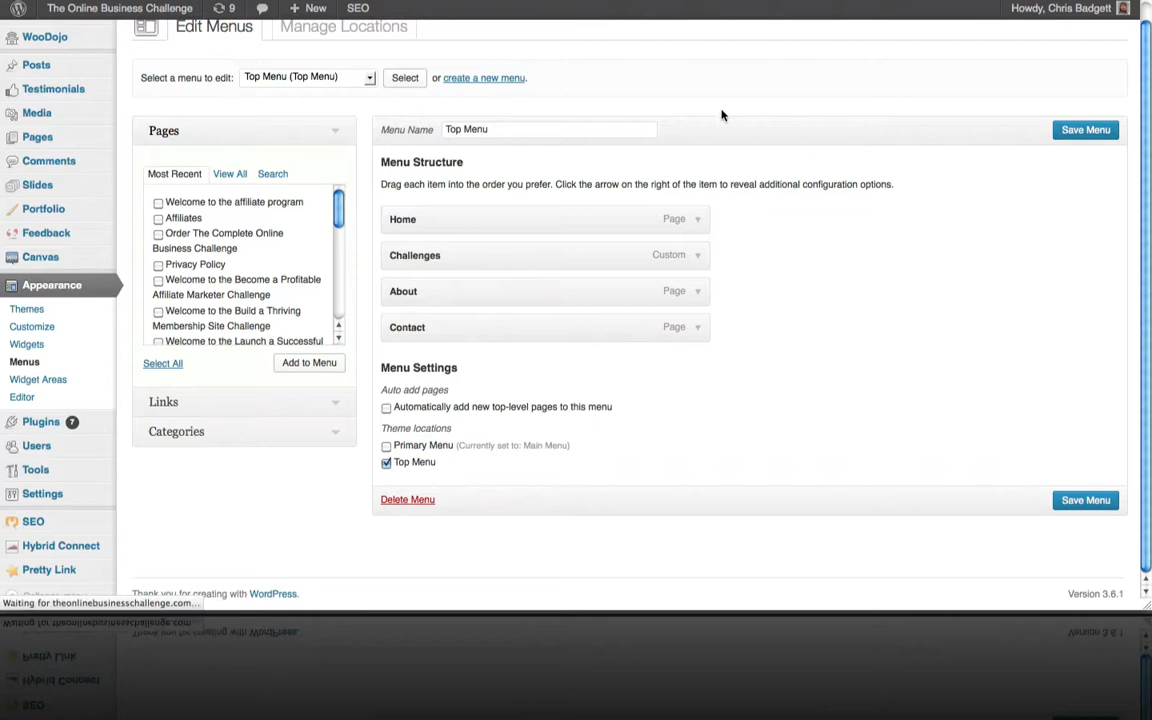 The Online Business Challenge
9
New
SEO
Howdy, Chris Badgett
WooDojo
Posts
Testimonials
Media
Pages
Comments
Slides
Portfolio
Feedback
Canvas
Appearance
Themes
Customize
Widgets
Menus
Widget Areas
Editor
Plugins 7
Users
Tools
Settings
SEO
Hybrid Connect
Pretty Link
Edit Menus
Manage Locations
Select a menu to edit: Top Menu (Top Menu) Select or create a new menu.
Pages
Most Recent View All Search
Welcome to the affiliate program
Affiliates
Order The Complete Online
Business Challenge
Privacy Policy
Welcome to the Become a Profitable
Affiliate Marketer Challenge
Welcome to the Build a Thriving
Membership Site Challenge
Welcome to the Launch a Successful
Select All Add to Menu
Links
Categories
Menu Name Top Menu Save Menu
Menu Structure
Drag each item into the order you prefer. Click the arrow on the right of the item to reveal additional configuration options.
Home Page
Challenges Custom
About Page
Contact Page
Menu Settings
Auto add pages
Automatically add new top-level pages to this menu
Theme locations
Primary Menu (Currently set to: Main Menu)
Top Menu
Delete Menu Save Menu
Thank you for creating with WordPress. Version 3.6.1
Waiting for theonlinebusinesschallenge.com...